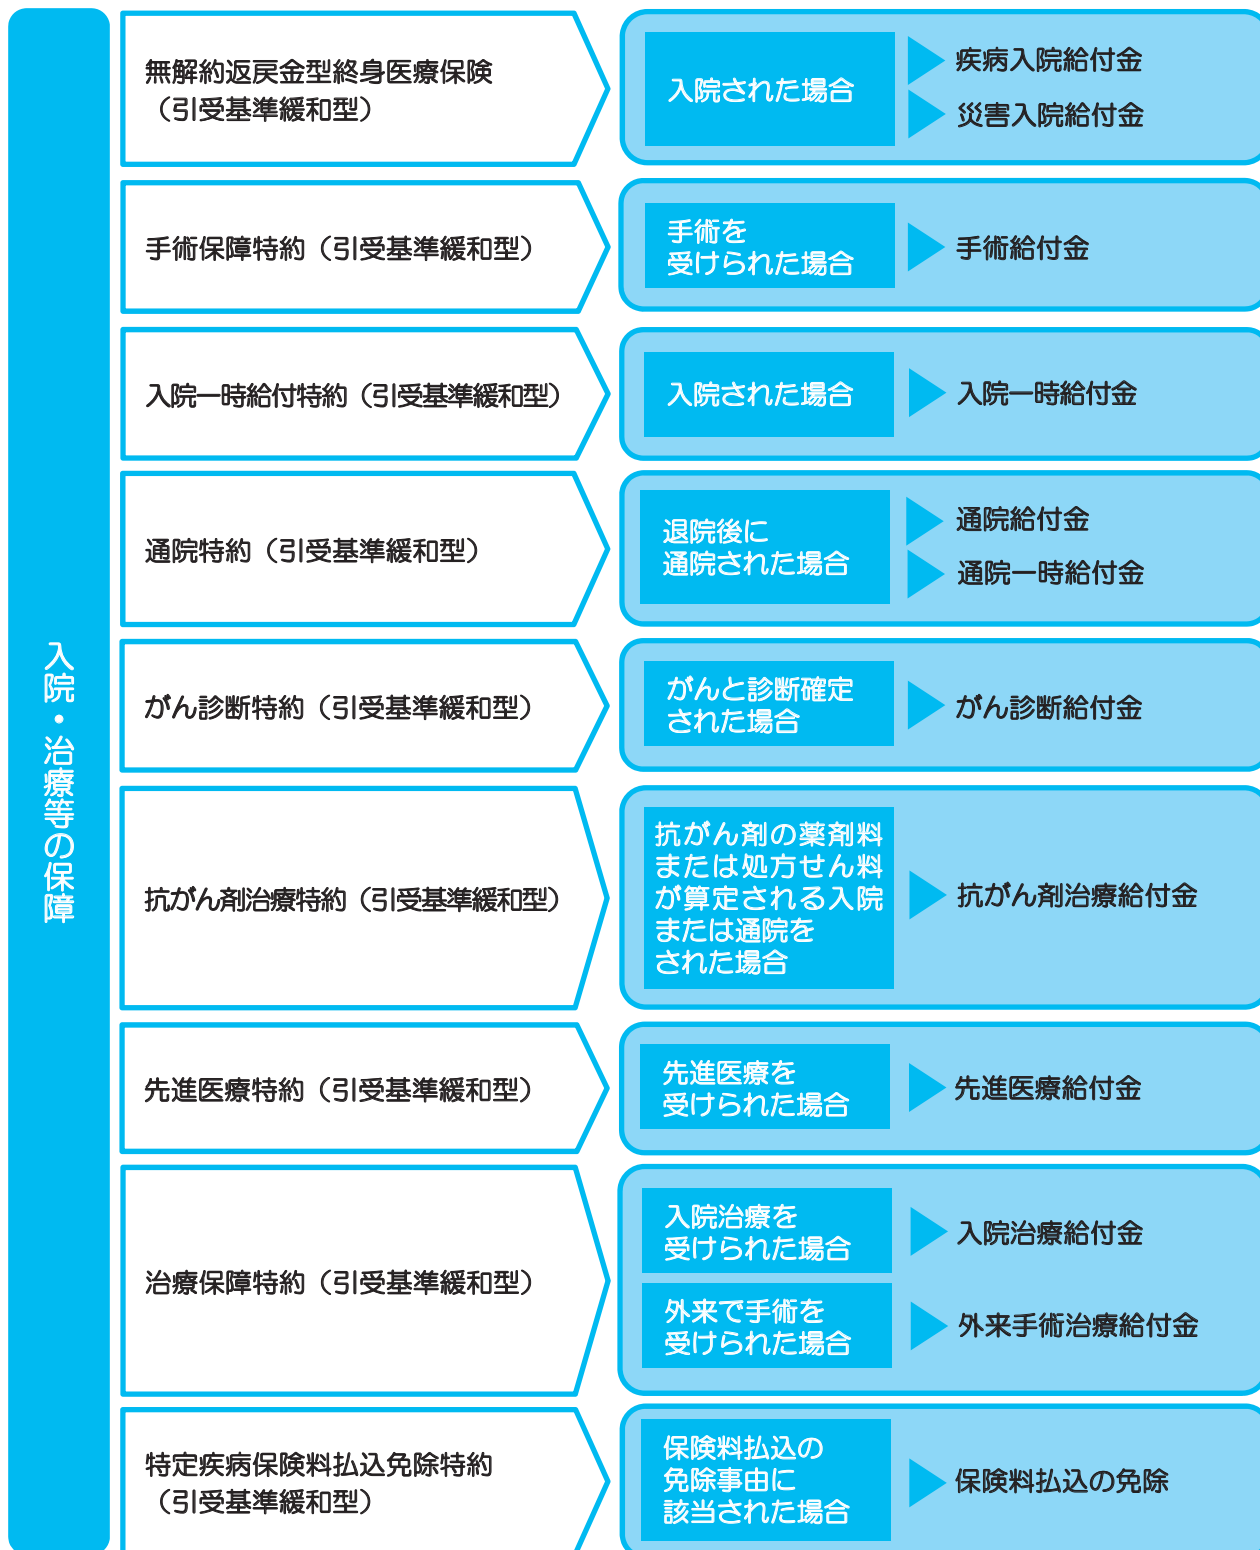 入院・治療等の保障
無解約返戻金型終身医療保険
（引受基準緩和型）
入院された場合
疾病入院給付金
災害入院給付金
手術保障特約（引受基準緩和型）
手術を
受けられた場合
手術給付金
入院一時給付特約（引受基準緩和型）
入院された場合
入院一時給付金
通院特約（引受基準緩和型）
退院後に
通院された場合
通院給付金
通院一時給付金
がん診断特約（引受基準緩和型）
がんと診断確定
された場合
がん診断給付金
抗がん剤治療特約（引受基準緩和型）
抗がん剤の薬剤料
または処方せん料
が算定される入院
または通院を
された場合
抗がん剤治療給付金
先進医療特約（引受基準緩和型）
先進医療を
受けられた場合
先進医療給付金
治療保障特約（引受基準緩和型）
入院治療を
受けられた場合
入院治療給付金
外来で手術を
受けられた場合
外来手術治療給付金
特定疾病保険料払込免除特約
（引受基準緩和型）
保険料払込の
免除事由に
該当された場合
保険料払込の免除